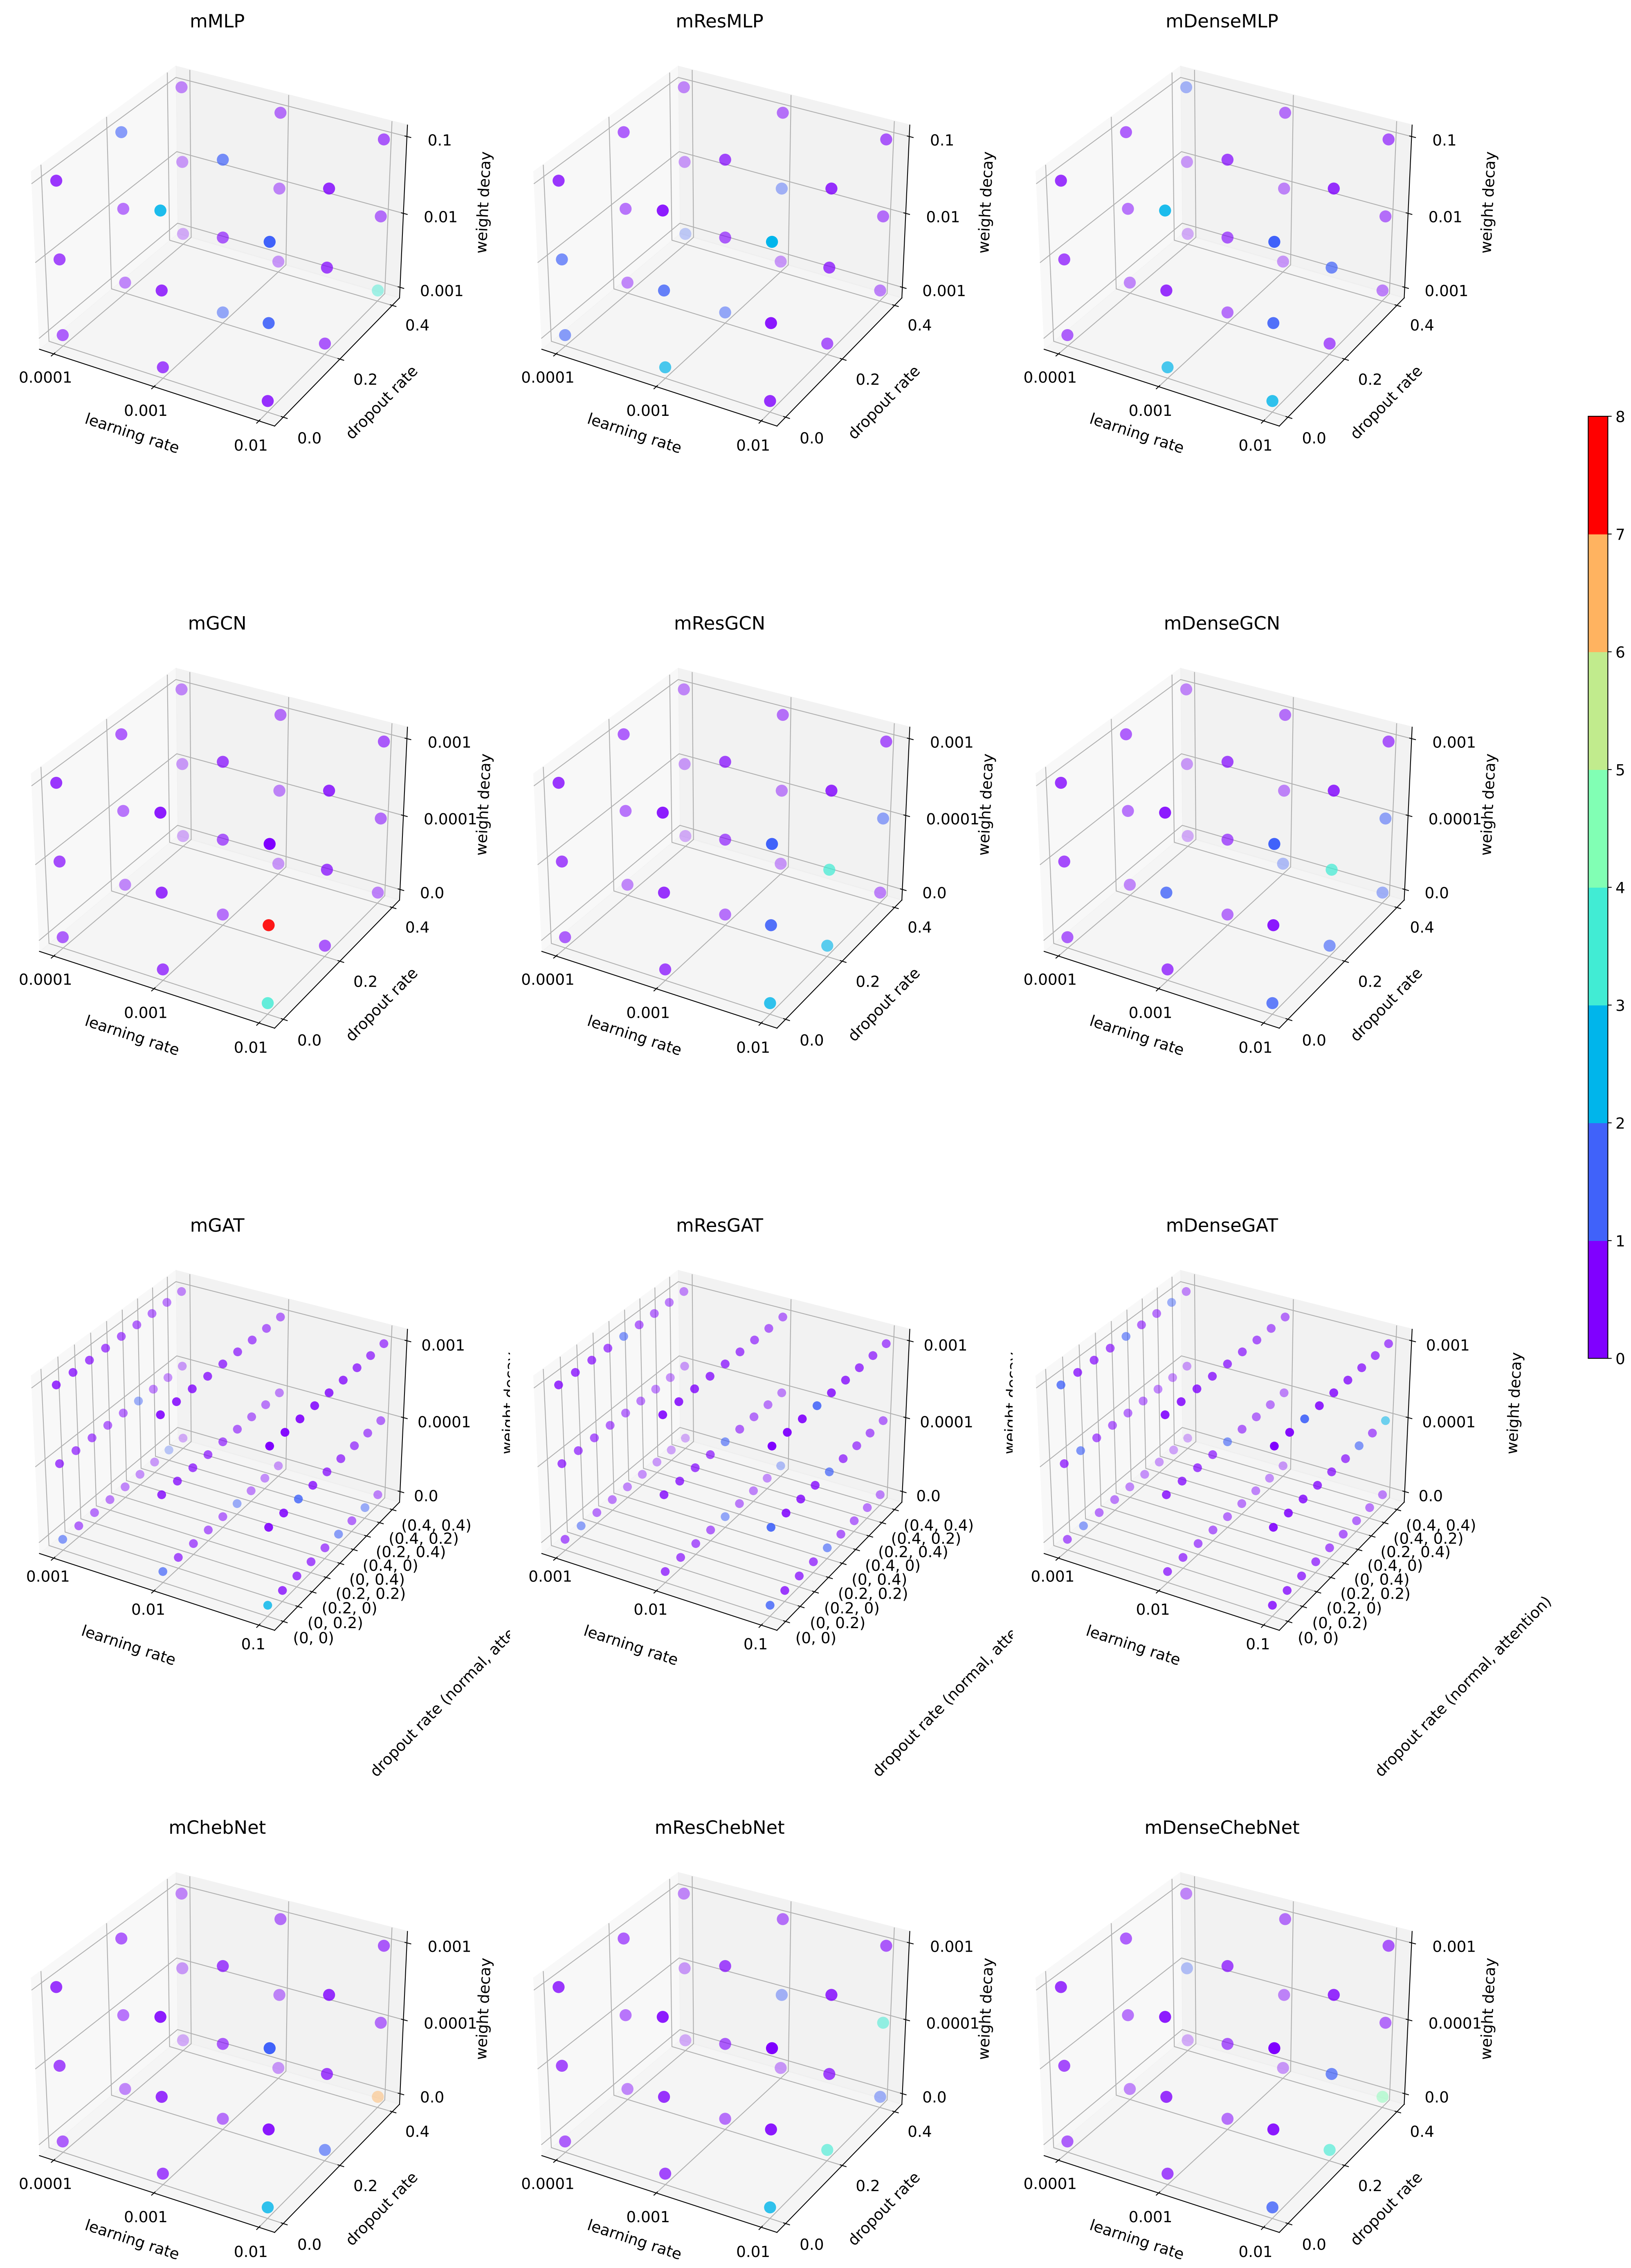 mMLP
0.1
0.01
0.001
weight decay
0.4
0.2
0.0
dropout rate
0.0001
0.001
0.01
learning rate
mResMLP
0.1
0.01
0.001
weight decay
0.4
0.2
0.0
dropout rate
0.0001
0.001
0.01
learning rate
mDenseMLP
0.1
0.01
0.001
weight decay
0.4
0.2
0.0
dropout rate
0.0001
0.001
0.01
learning rate
8
7
6
5
4
3
2
1
0
mGCN
0.001
0.0001
0.0
weight decay
0.4
0.2
0.0
dropout rate
0.0001
0.001
0.01
learning rate
mResGCN
0.001
0.0001
0.0
weight decay
0.4
0.2
0.0
dropout rate
0.0001
0.001
0.01
learning rate
mDenseGCN
0.001
0.0001
0.0
weight decay
0.4
0.2
0.0
dropout rate
0.0001
0.001
0.01
learning rate
mGAT
0.001
0.0001
0.0
(0.4, 0.4)
(0.4, 0.2)
(0.2, 0.4)
(0.4, 0)
(0, 0.4)
(0.2, 0.2)
(0.2, 0)
(0, 0.2)
(0, 0)
dropout rate (normal, atte
0.001
0.01
0.1
learning rate
mResGAT
0.001
0.0001
0.0
(0.4, 0.4)
(0.4, 0.2)
(0.2, 0.4)
(0.4, 0)
(0, 0.4)
(0.2, 0.2)
(0.2, 0)
(0, 0.2)
(0, 0)
dropout rate (normal, atte
0.001
0.01
0.1
learning rate
mDenseGAT
0.001
0.0001
0.0
weight decay
(0.4, 0.4)
(0.4, 0.2)
(0.2, 0.4)
(0.4, 0)
(0, 0.4)
(0.2, 0.2)
(0.2, 0)
(0, 0.2)
(0, 0)
dropout rate (normal, attention)
0.001
0.01
0.1
learning rate
mChebNet
0.001
0.0001
0.0
weight decay
0.4
0.2
0.0
dropout rate
0.0001
0.001
0.01
learning rate
mResChebNet
0.001
0.0001
0.0
weight decay
0.4
0.2
0.0
dropout rate
0.0001
0.001
0.01
learning rate
mDenseChebNet
0.001
0.0001
0.0
weight decay
0.4
0.2
0.0
dropout rate
0.0001
0.001
0.01
learning rate